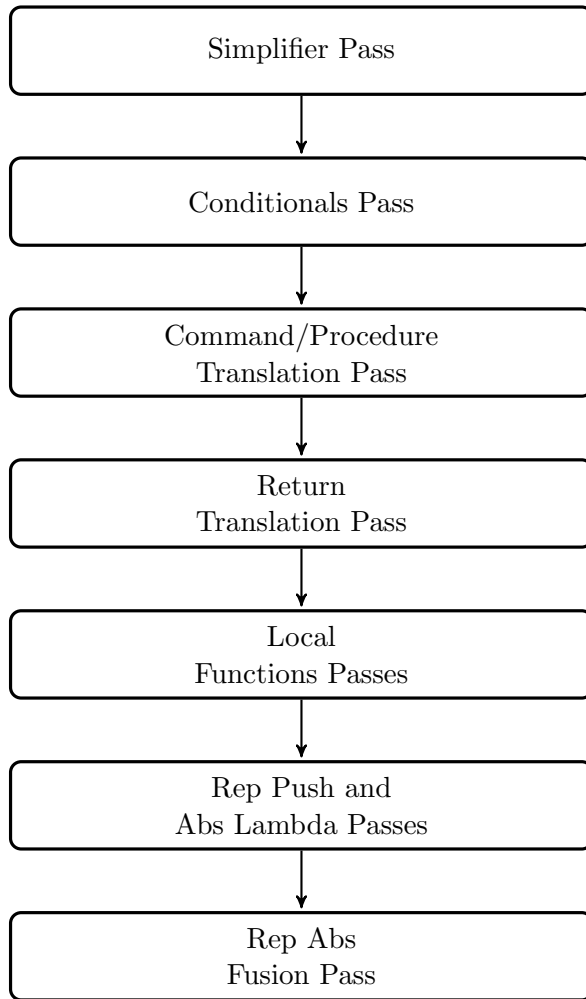 Simplifier Pass
Conditionals Pass
Command/Procedure
Translation Pass
Return
Translation Pass
Local
Functions Passes
Rep Push and
Abs Lambda Passes
Rep Abs
Fusion Pass